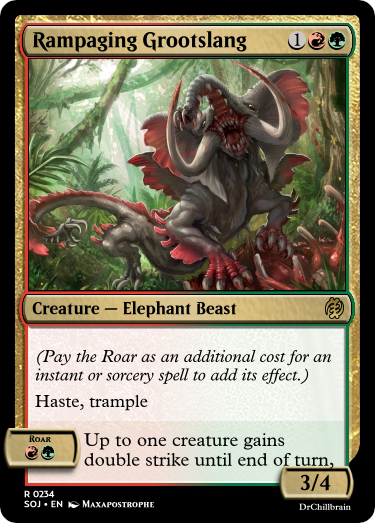 Rampaging Grootslang 1
Creature — Elephant Beast
(Pay the Roar as an additional cost for an
instant or sorcery spell to add its effect.)
Haste, trample
Roar
Up to one creature gains
double strike until end of turn,
3/4
R 0234
SOJ • EN Maxapostrophe
DrChillbrain